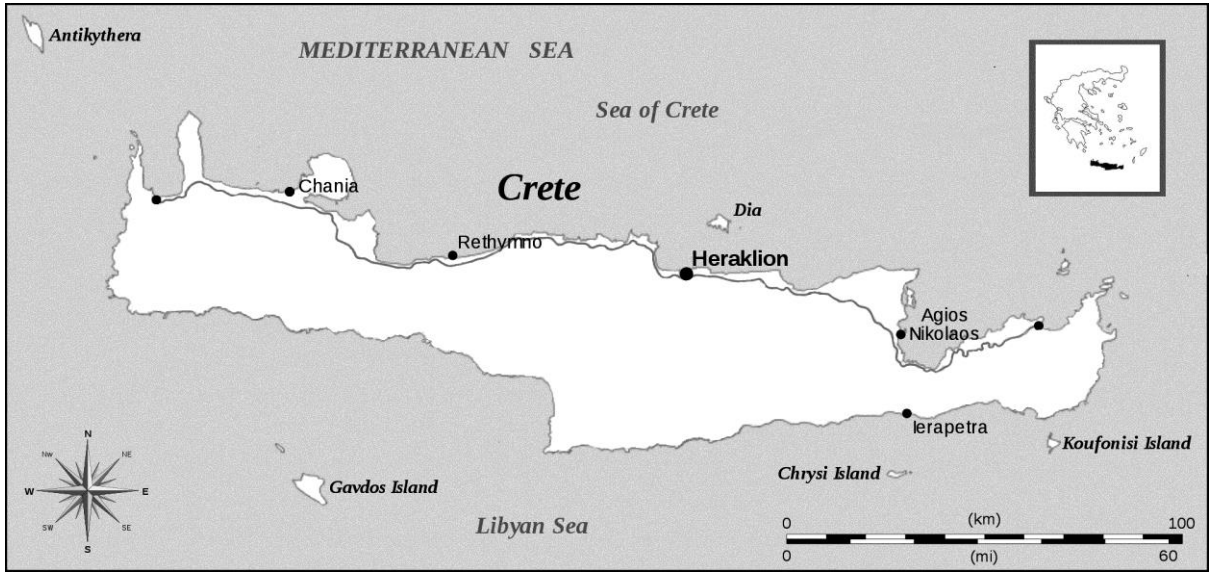 Antikythera
MEDITERRANEAN SEA
Sea of Crete
Chania
Crete
Dia
Rethymno
Heraklion
Agios
Nikolaos
Ierapetra
Koufonisi Island
Chrysi Island
Gavdos Island
Libyan Sea
N
NW NE
W E
SW SE
S
0 (km) 100
0 (mi) 60